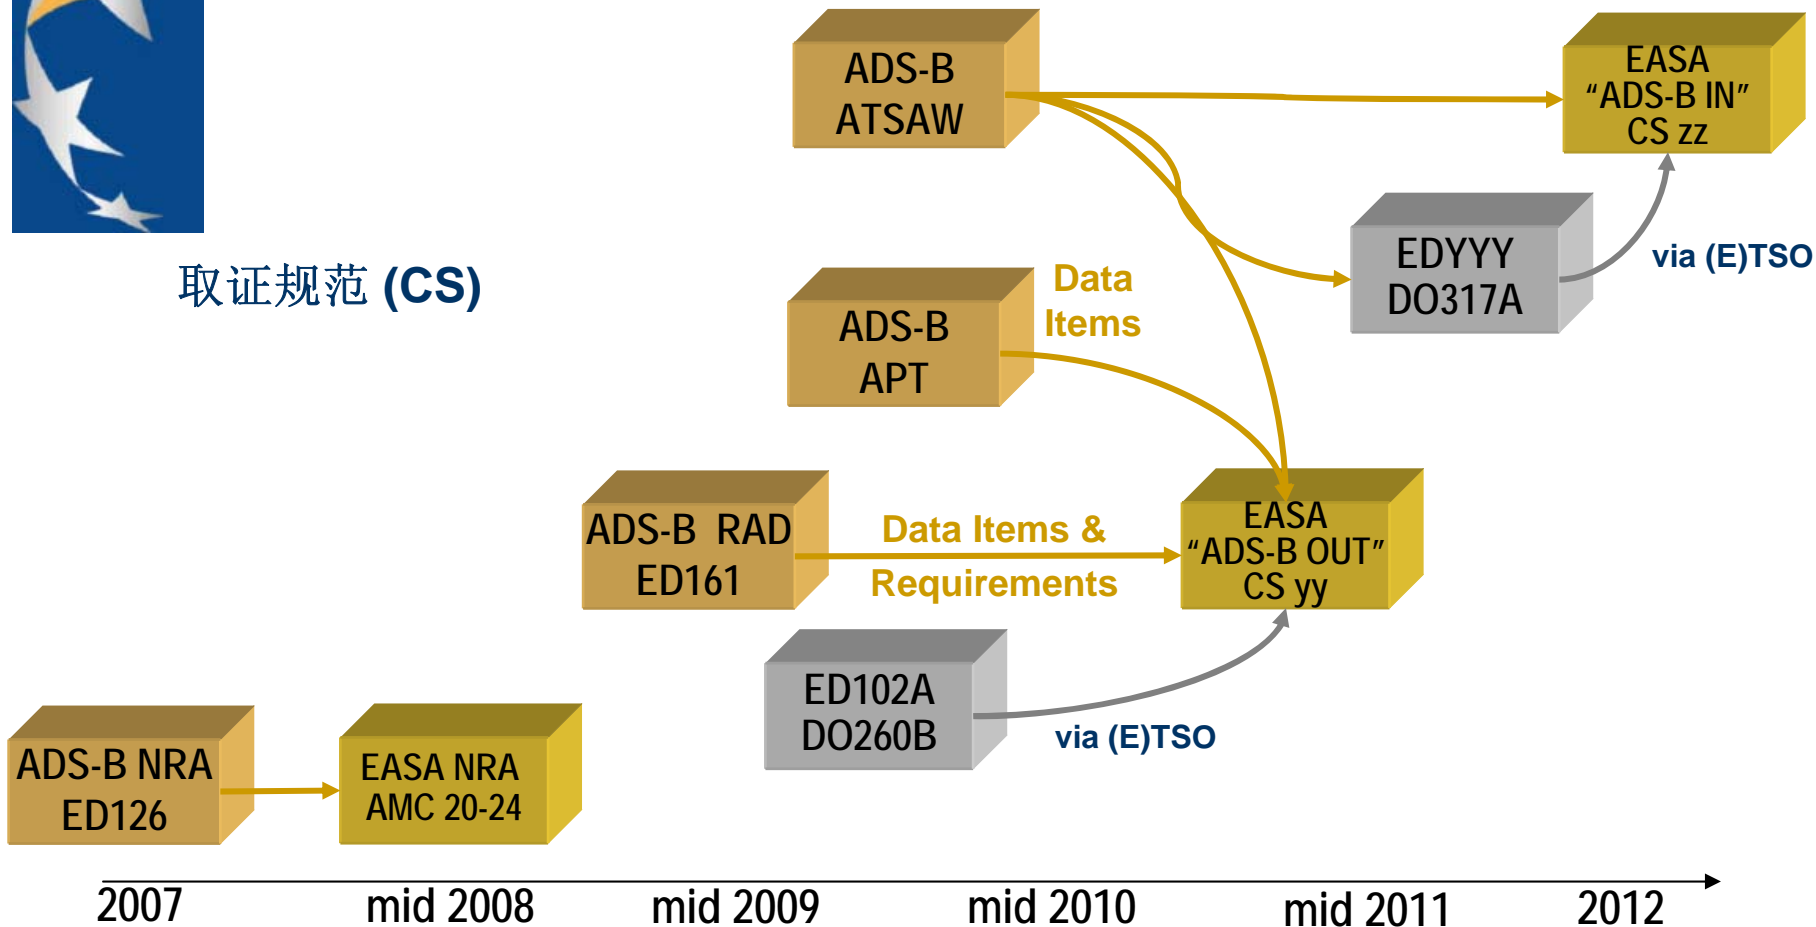 取证规范 (CS)
ADS-B
ATSAW
EASA
“ADS-B IN”
CS zz
EDYYY
DO317A
via (E)TSO
Data
Items
ADS-B
APT
ADS-B RAD
ED161
Data Items &
Requirements
EASA
“ADS-B OUT”
CS yy
ED102A
DO260B
via (E)TSO
ADS-B NRA
ED126
EASA NRA
AMC 20-24
2007
mid 2008
mid 2009
mid 2010
mid 2011
2012